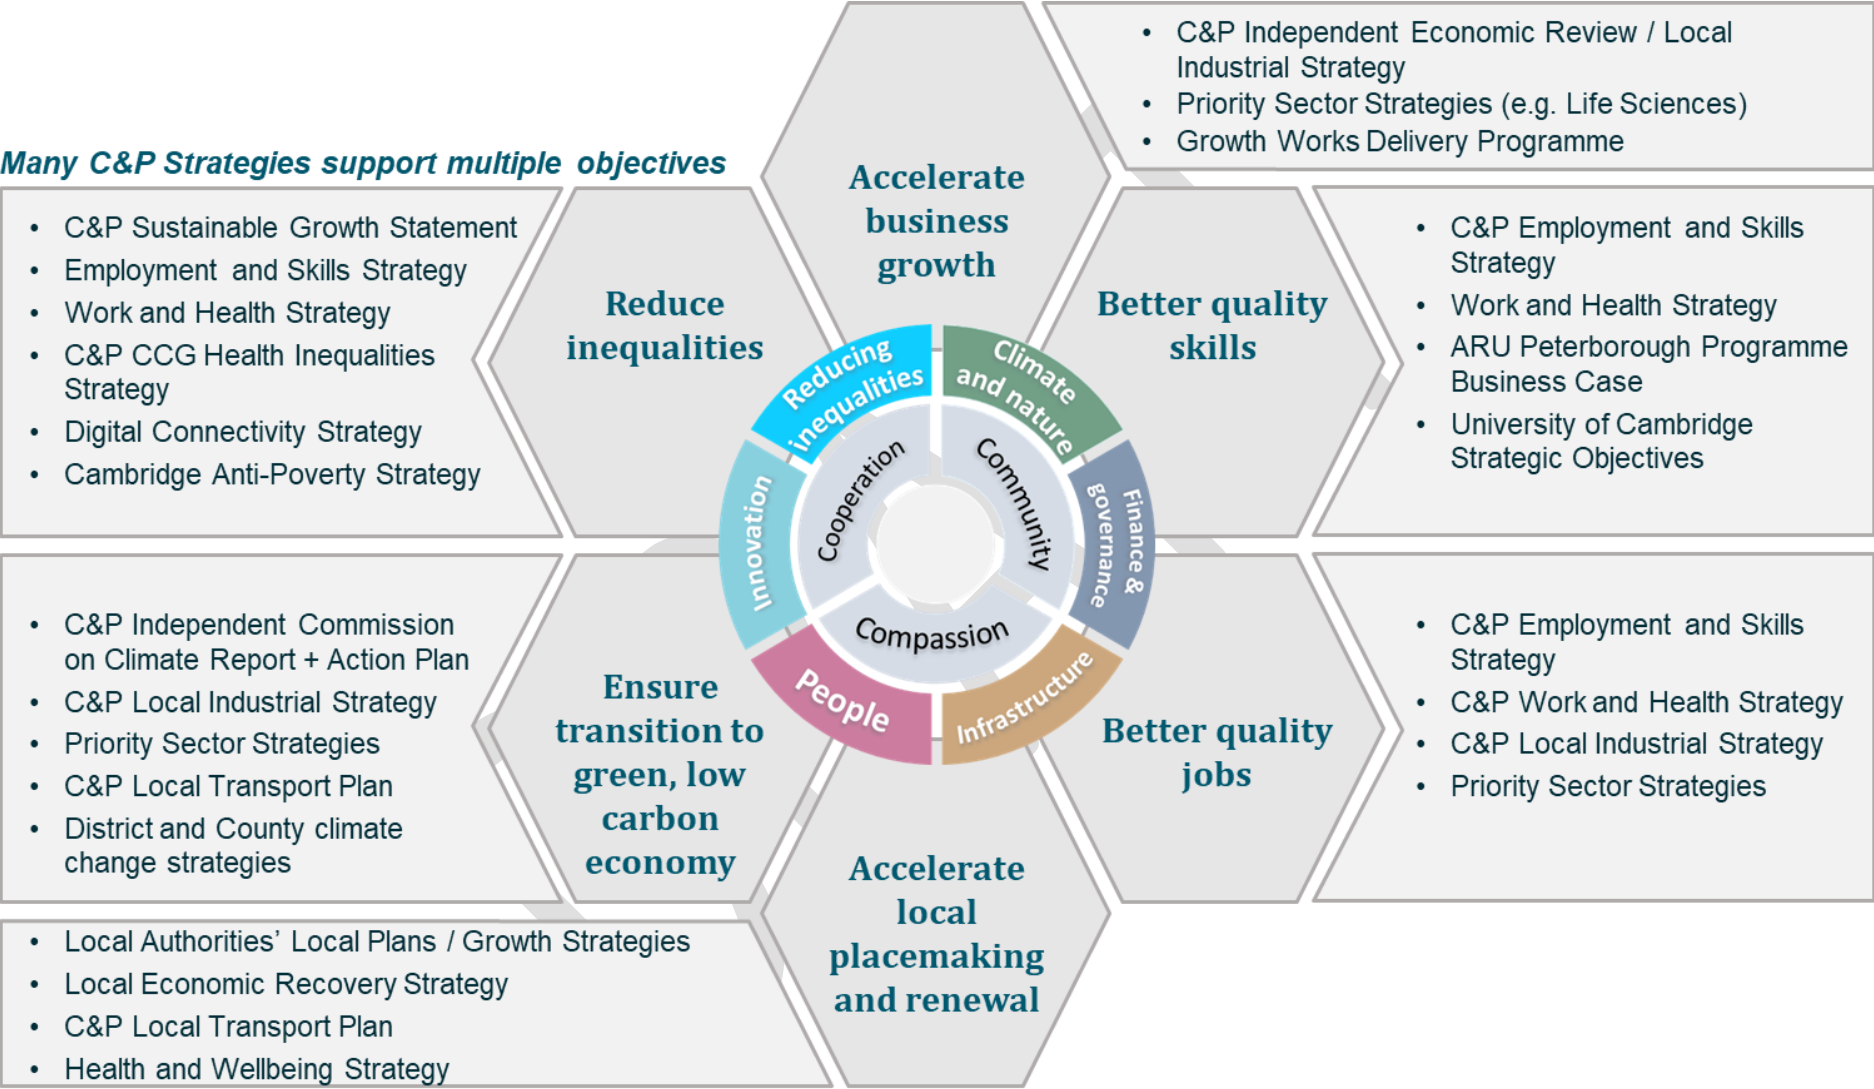 • C&P Independent Economic Review / Local
Industrial Strategy
• Priority Sector Strategies (e.g. Life Sciences)
• Growth Works Delivery Programme
Many C&P Strategies support multiple objectives
• C&P Sustainable Growth Statement
• Employment and Skills Strategy
• Work and Health Strategy
• C&P CCG Health Inequalities
Strategy
• Digital Connectivity Strategy
• Cambridge Anti-Poverty Strategy
Reduce
inequalities
Accelerate
business
growth
Better quality
skills
• C&P Employment and Skills
Strategy
• Work and Health Strategy
• ARU Peterborough Programme
Business Case
• University of Cambridge
Strategic Objectives
Reducing
inequalities
Climate
and nature
Innovation
Finance &
governance
People
Infrastructure
Cooperation
Community
Compassion
• C&P Independent Commission
on Climate Report + Action Plan
• C&P Local Industrial Strategy
• Priority Sector Strategies
• C&P Local Transport Plan
• District and County climate
change strategies
Ensure
transition to
green, low
carbon
economy
Better quality
jobs
• C&P Employment and Skills
Strategy
• C&P Work and Health Strategy
• C&P Local Industrial Strategy
• Priority Sector Strategies
Accelerate
local
placemaking
and renewal
• Local Authorities’ Local Plans / Growth Strategies
• Local Economic Recovery Strategy
• C&P Local Transport Plan
• Health and Wellbeing Strategy